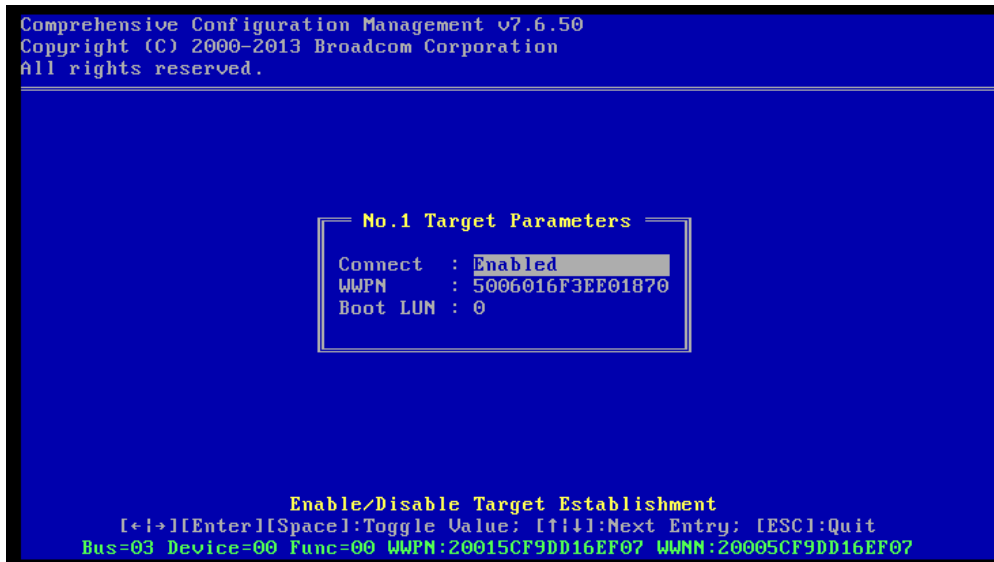 Comprehensive Configuration Management v7.6.50
Copyright (C) 2000-2013 Broadcom Corporation
All rights reserved.
No.1 Target Parameters
Connect : Enabled
WWPN : 5006016F3EE01870
Boot LUN : 0
Enable/Disable Target Establishment
[←|→][Enter][Space]:Toggle Value; [↑|↓]:Next Entry; [ESC]:Quit
Bus=03 Device=00 Func=00 WWPN:20015CF9DD16EF07 WWNN:20005CF9DD16EF07